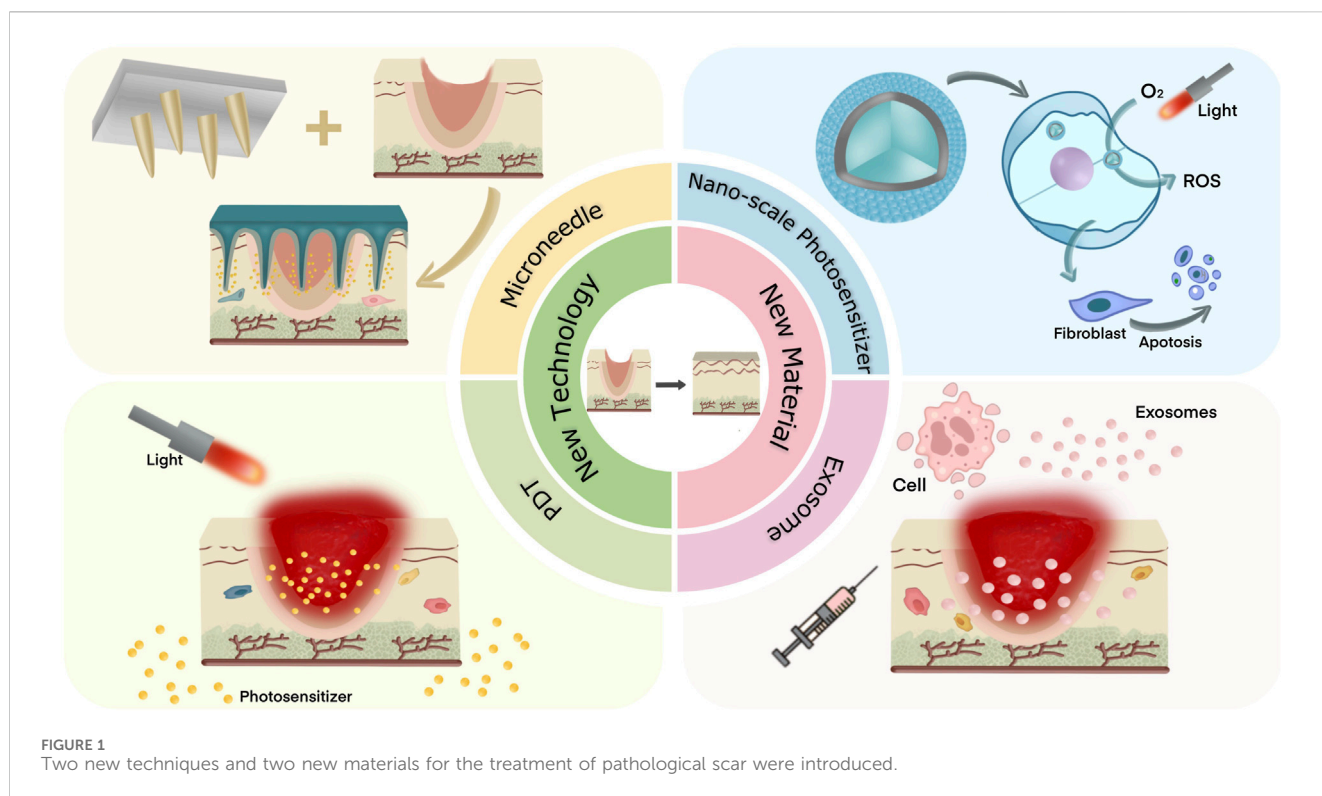 Microneedle
New Technology
PDT
Nano-scale Photosensitizer
New Material
Exosome
O₂
Light
ROS
Fibroblast
Apotosis
Light
Photosensitizer
Exosomes
Cell
FIGURE 1
Two new techniques and two new materials for the treatment of pathological scar were introduced.